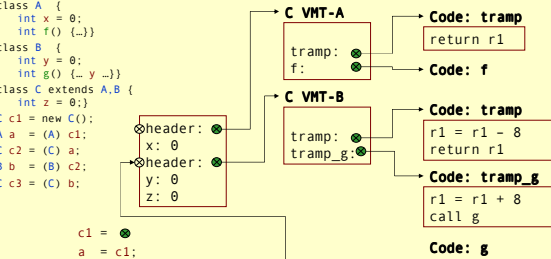 class A {
int x = 0;
int f() {…}}
class B {
int y = 0;
int g() {… y …}}
class C extends A,B {
int z = 0;}
C c1 = new C();
A a = (A) c1;
C c2 = (C) a;
B b = (B) c2;
C c3 = (C) b;
header:
x: 0
header:
y: 0
z: 0
c1 =
a = c1;
C VMT-A
tramp:
f:
C VMT-B
tramp:
tramp_g:
Code: tramp
return r1
Code: f
Code: tramp
r1 = r1 - 8
return r1
Code: tramp_g
r1 = r1 + 8
call g
Code: g